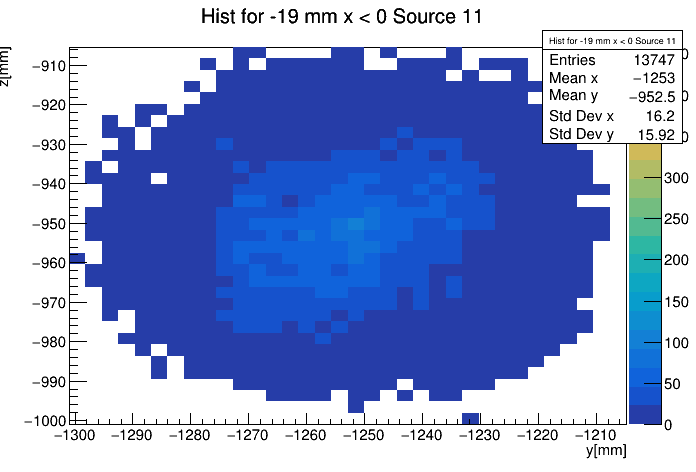 Hist for -19 mm x < 0 Source 11
z[mm]
Hist for -19 mm x < 0 Source 11
Entries 13747
Mean x −1253
Mean y −952.5
Std Dev x 16.2
Std Dev y 15.92
−910
−920
−930
−940
−950
−960
−970
−980
−990
−1000
−1300 −1290 −1280 −1270 −1260 −1250 −1240 −1230 −1220 −1210
y[mm]
300
250
200
150
100
50
0